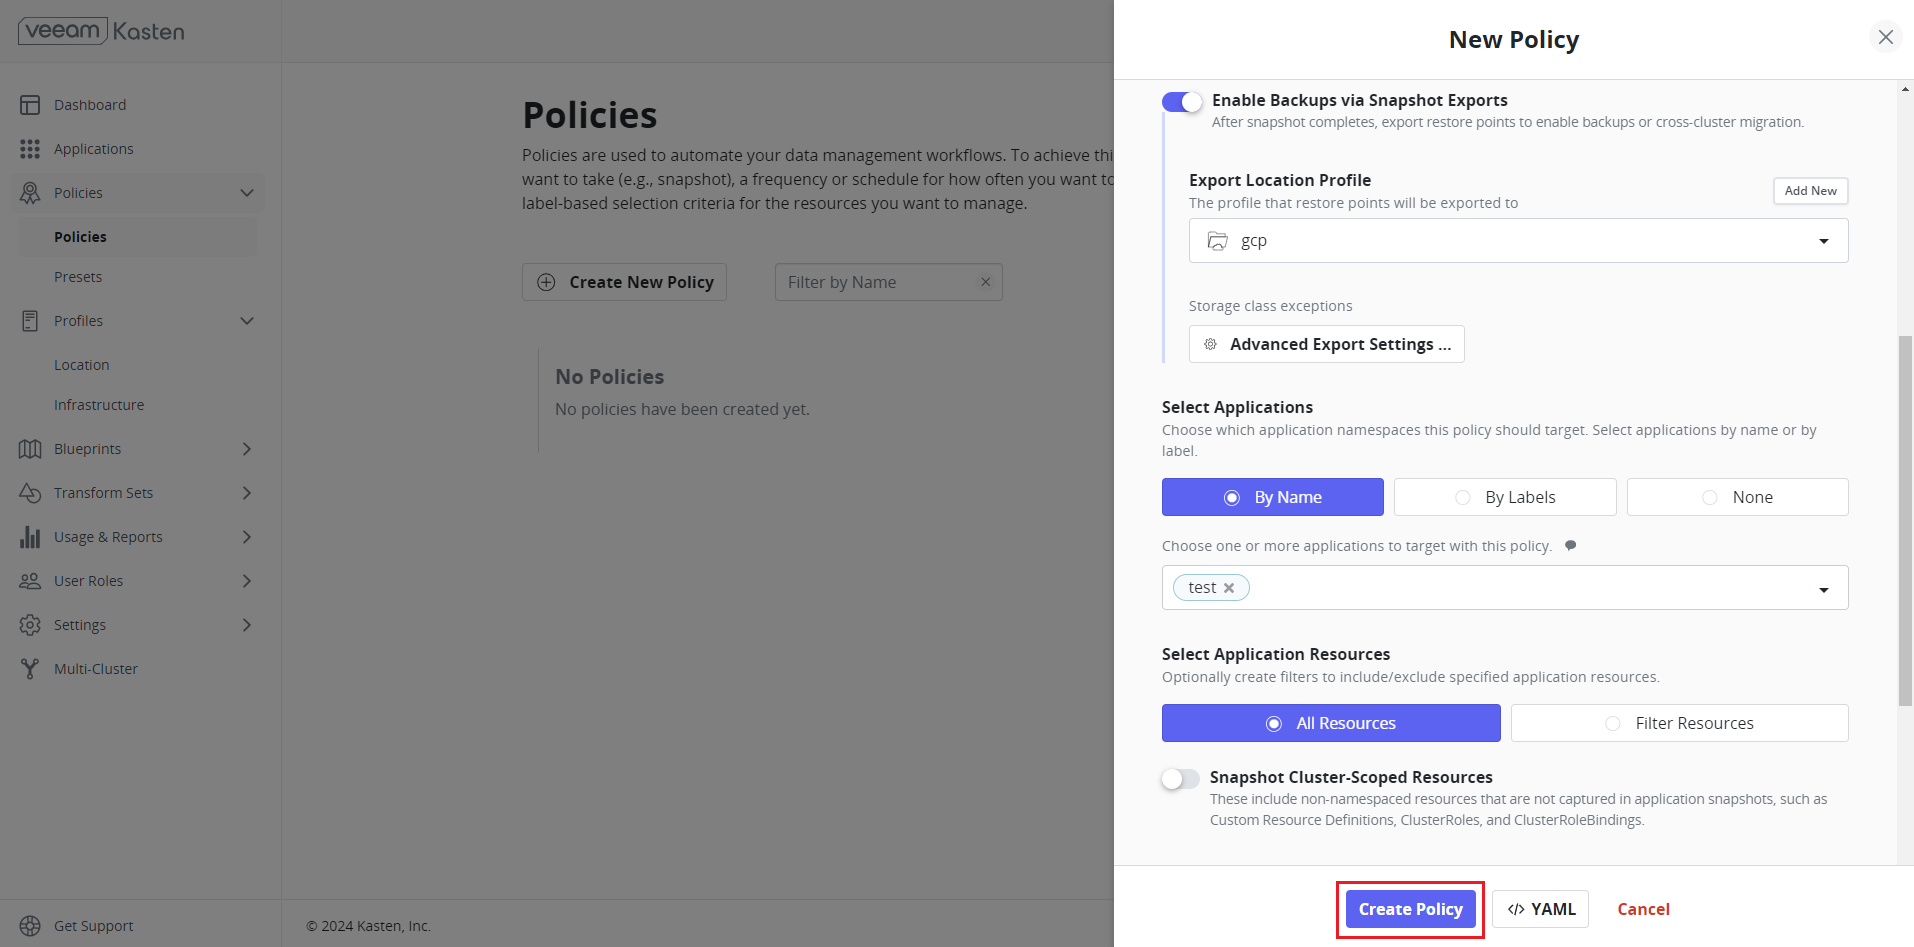 veeam Kasten
Dashboard
Applications
Policies
Policies
Presets
Profiles
Location
Infrastructure
Blueprints
Transform Sets
Usage & Reports
User Roles
Settings
Multi-Cluster
Get Support
Policies
Policies are used to automate your data management workflows. To achieve thi
want to take (e.g., snapshot), a frequency or schedule for how often you want to
label-based selection criteria for the resources you want to manage.
Create New Policy
Filter by Name
No Policies
No policies have been created yet.
© 2024 Kasten, Inc.
New Policy
Enable Backups via Snapshot Exports
After snapshot completes, export restore points to enable backups or cross-cluster migration.
Export Location Profile
The profile that restore points will be exported to
Add New
gcp
Storage class exceptions
Advanced Export Settings ...
Select Applications
Choose which application namespaces this policy should target. Select applications by name or by
label.
By Name
By Labels
None
Choose one or more applications to target with this policy.
test
Select Application Resources
Optionally create filters to include/exclude specified application resources.
All Resources
Filter Resources
Snapshot Cluster-Scoped Resources
These include non-namespaced resources that are not captured in application snapshots, such as
Custom Resource Definitions, ClusterRoles, and ClusterRoleBindings.
Create Policy
</> YAML
Cancel